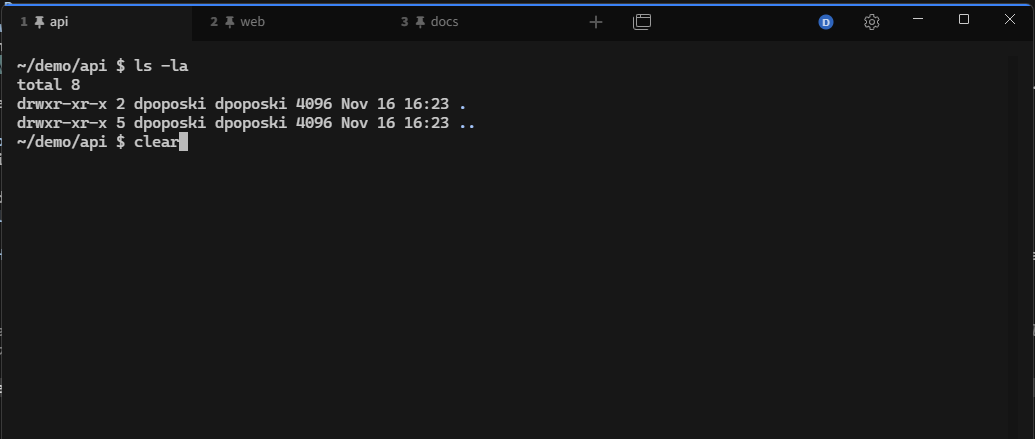 1 api 2 web 3 docs + D
~/demo/api $ ls -la
total 8
drwxr-xr-x 2 dpoposki dpoposki 4096 Nov 16 16:23 .
drwxr-xr-x 5 dpoposki dpoposki 4096 Nov 16 16:23 ..
~/demo/api $ clear